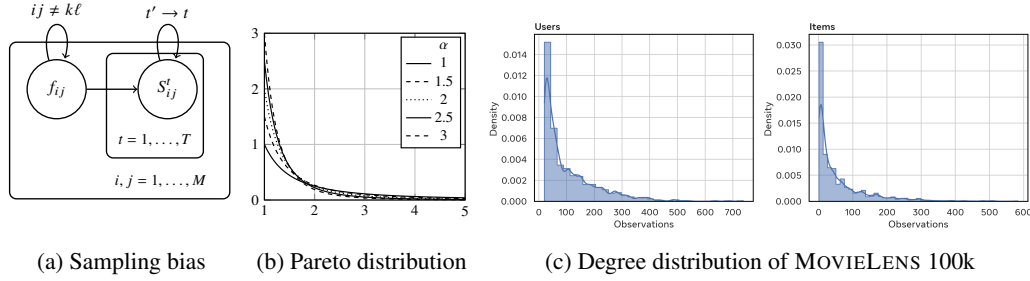 ij ≠ kℓ
t′ → t
f_ij
S^t_ij
t = 1, . . . , T
i, j = 1, . . . , M
(a) Sampling bias
3
2
1
0
1 2 3 4 5
α
1
1.5
2
2.5
3
(b) Pareto distribution
Users
Density
0.014
0.012
0.010
0.008
0.006
0.004
0.002
0.000
0 100 200 300 400 500 600 700
Observations
Items
Density
0.030
0.025
0.020
0.015
0.010
0.005
0.000
0 100 200 300 400 500 600
Observations
(c) Degree distribution of MOVIELENS 100k